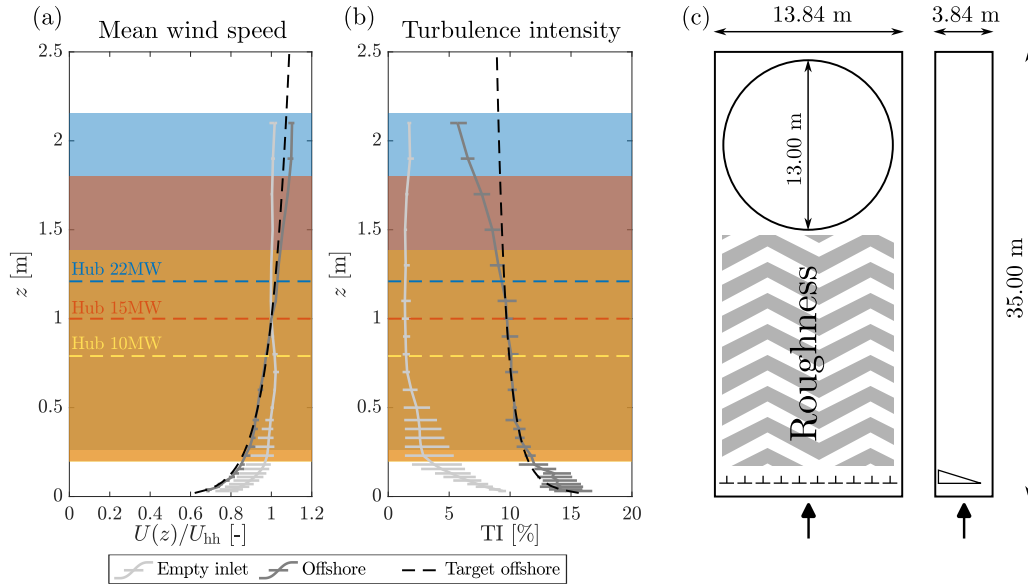 (a)
Mean wind speed
2.5
2
1.5
1
0.5
0
z [m]
Hub 22MW
Hub 15MW
Hub 10MW
0 0.2 0.4 0.6 0.8 1 1.2
U(z)/U_hh [-]
(b)
Turbulence intensity
2.5
2
1.5
1
0.5
0
z [m]
0 5 10 15 20
TI [%]
Empty inlet Offshore Target offshore
(c)
13.84 m
3.84 m
13.00 m
Roughness
35.00 m